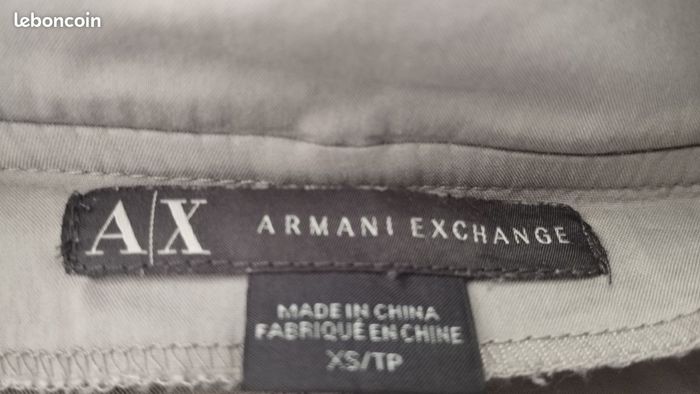 leboncoin
A|X ARMANI EXCHANGE
MADE IN CHINA
FABRIQUÉ EN CHINE
XS/TP